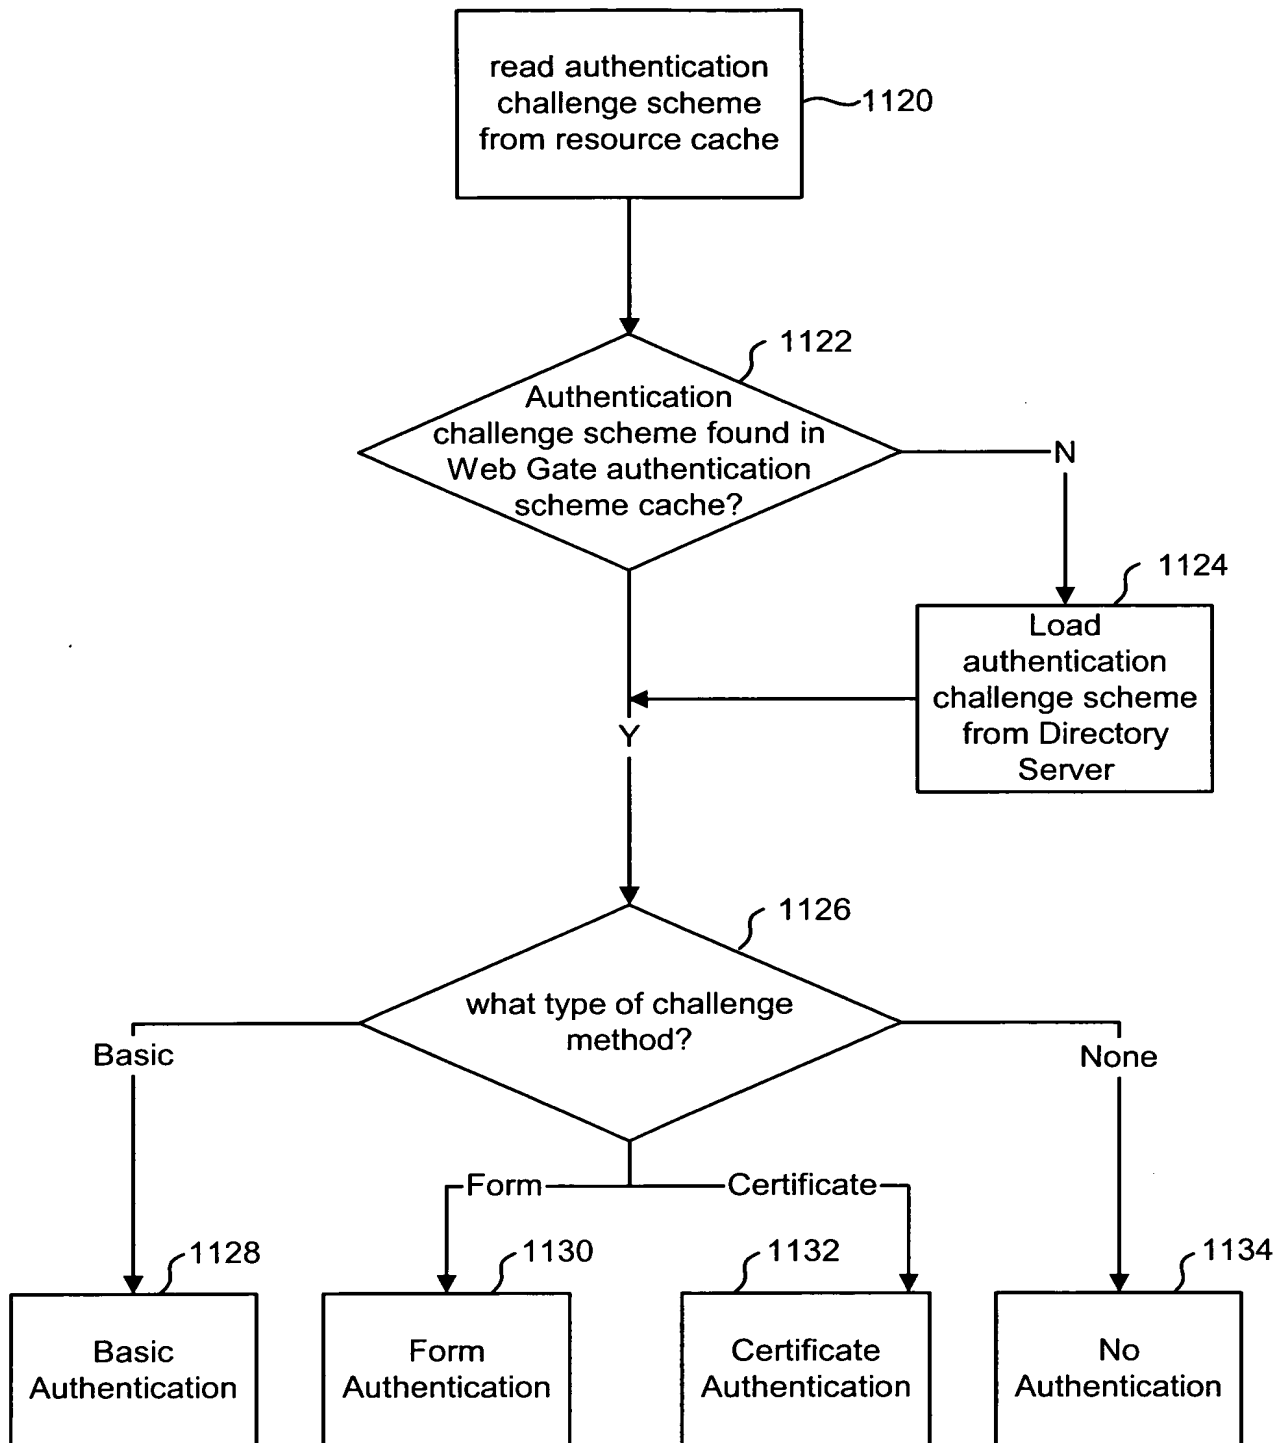 read authentication
challenge scheme
from resource cache
1120
1122
Authentication
challenge scheme found in
Web Gate authentication
scheme cache?
N
1124
Load
authentication
challenge scheme
from Directory
Server
Y
1126
what type of challenge
method?
Basic
None
Form
Certificate
1128
1130
1132
1134
Basic
Authentication
Form
Authentication
Certificate
Authentication
No
Authentication